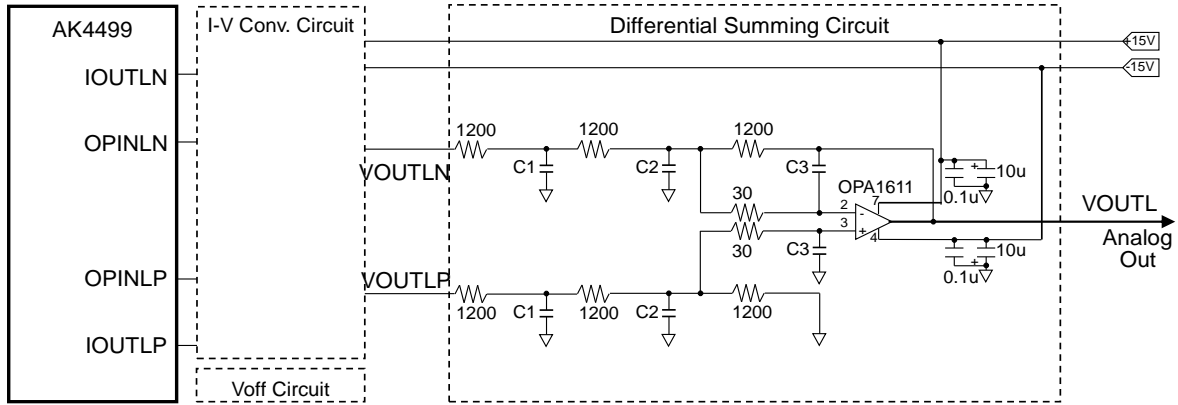 AK4499
I-V Conv. Circuit
Differential Summing Circuit
+15V
-15V
IOUTLN
OPINLN
1200
1200
1200
C1
C2
C3
VOUTLN
10u
0.1u
OPA1611
30
7
2
-
3
+
4
30
C3
VOUTL
Analog
Out
10u
0.1u
OPINLP
VOUTLP
C1
C2
1200
1200
1200
IOUTLP
Voff Circuit